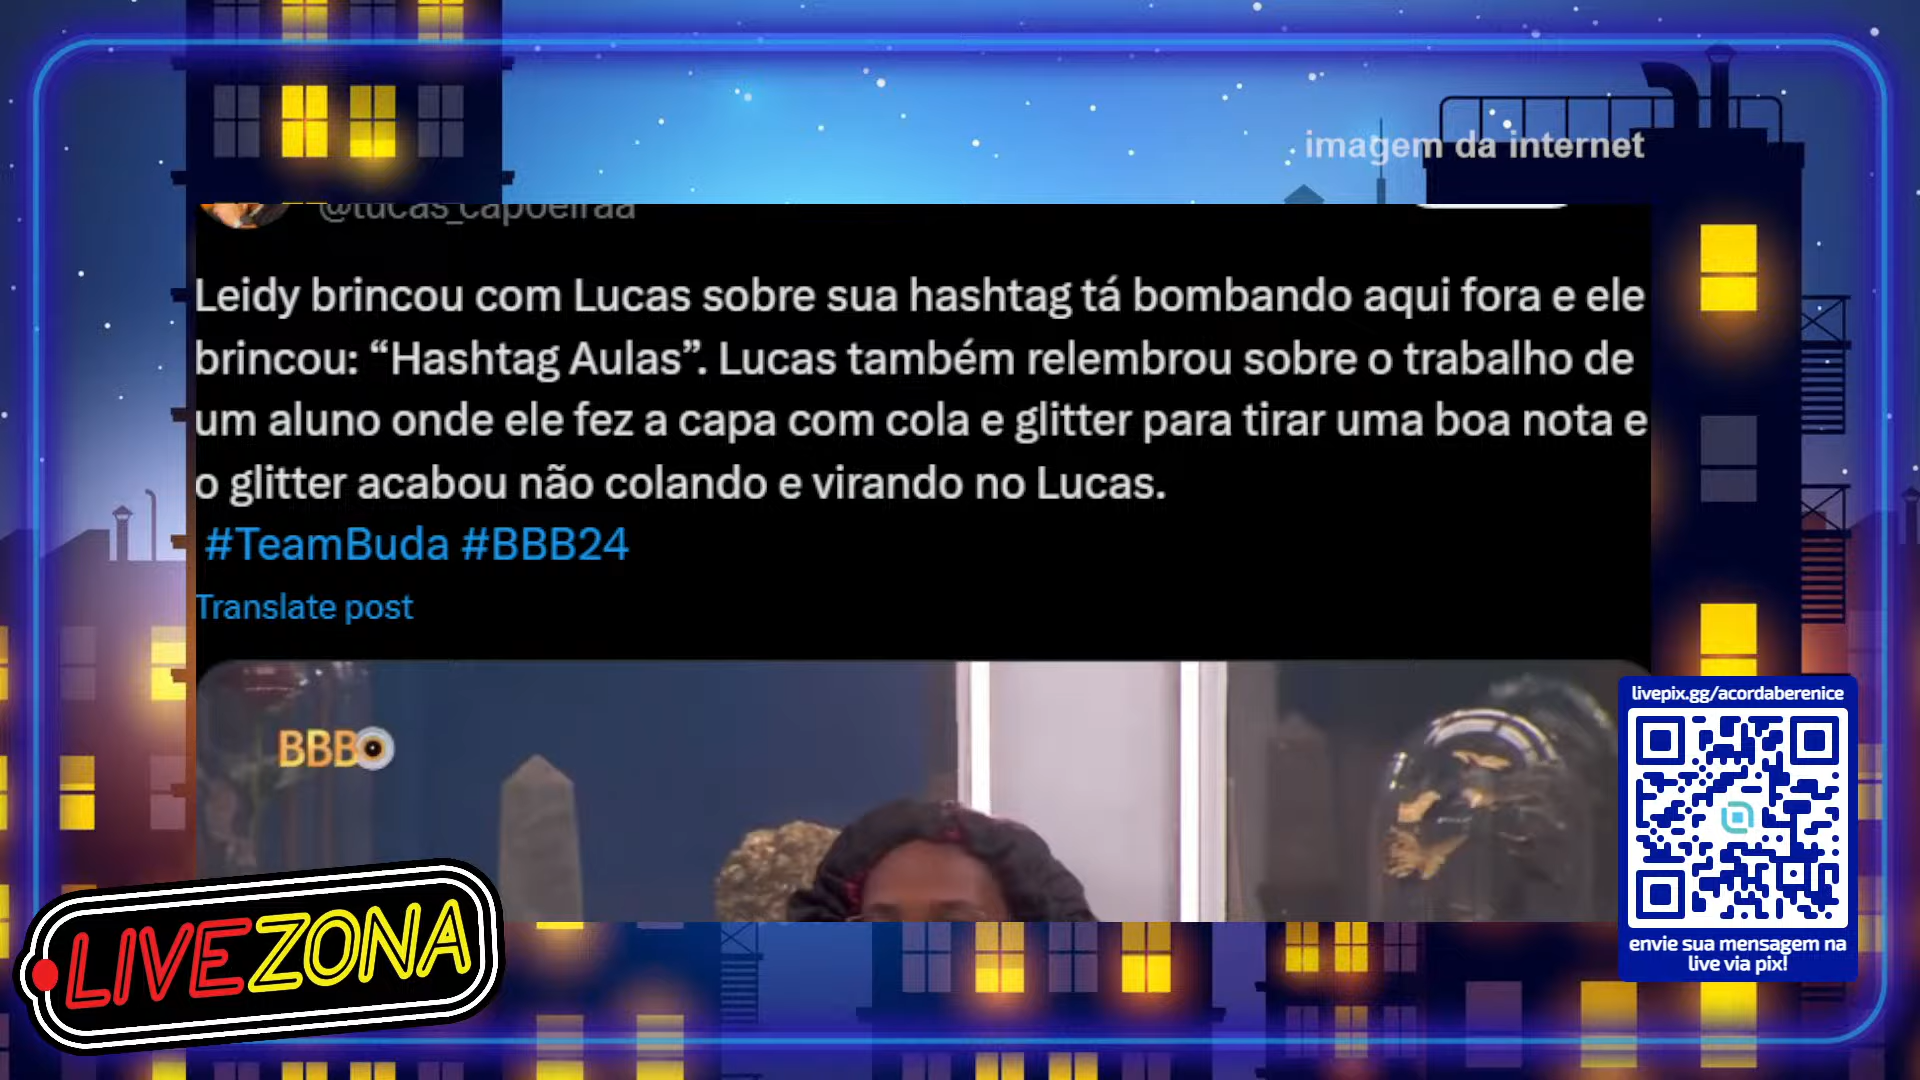 imagem da internet
@lucas_capoeiraa
Leidy brincou com Lucas sobre sua hashtag tá bombando aqui fora e ele
brincou: “Hashtag Aulas”. Lucas também relembrou sobre o trabalho de
um aluno onde ele fez a capa com cola e glitter para tirar uma boa nota e
o glitter acabou não colando e virando no Lucas.
#TeamBuda #BBB24
Translate post
BBB
livepix.gg/acordaberenice
envie sua mensagem na
live via pix!
LIVEZONA